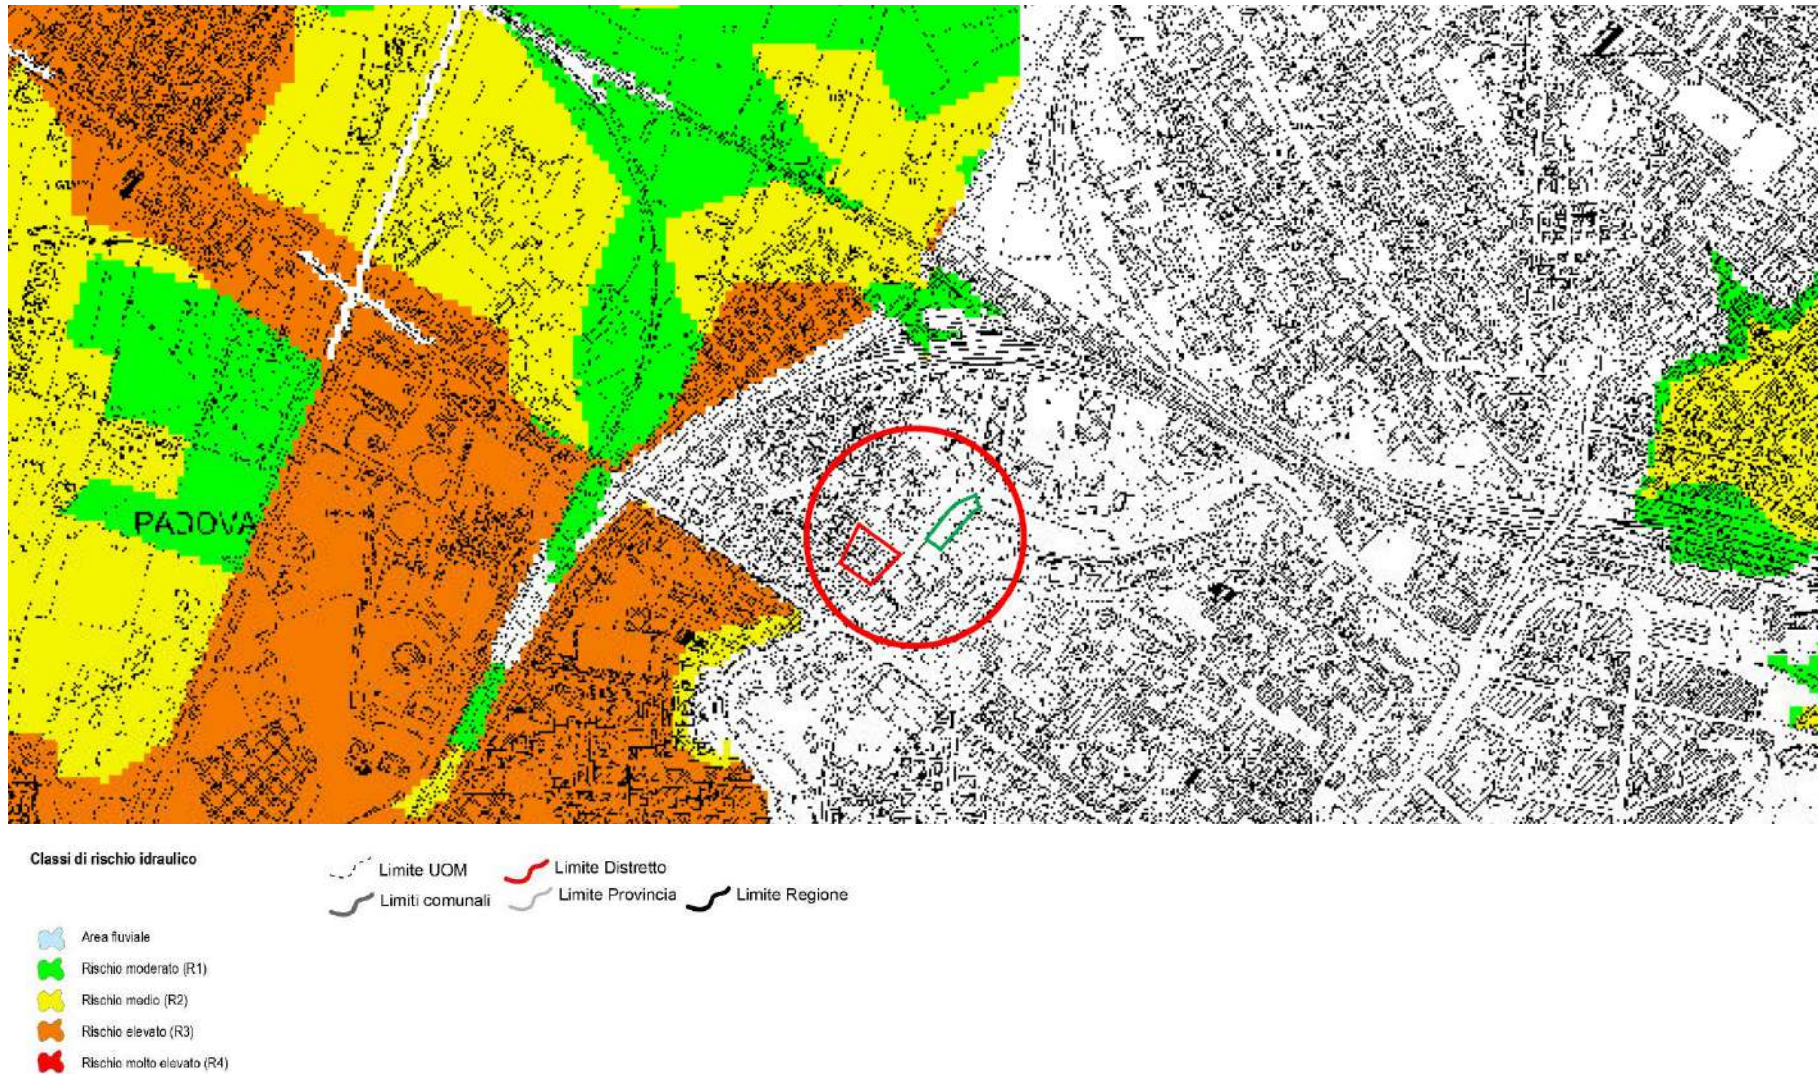 PADOVA
Classi di rischio idraulico
Limite UOM
Limite Distretto
Limiti comunali
Limite Provincia
Limite Regione
Area fluviale
Rischio moderato (R1)
Rischio medio (R2)
Rischio elevato (R3)
Rischio molto elevato (R4)